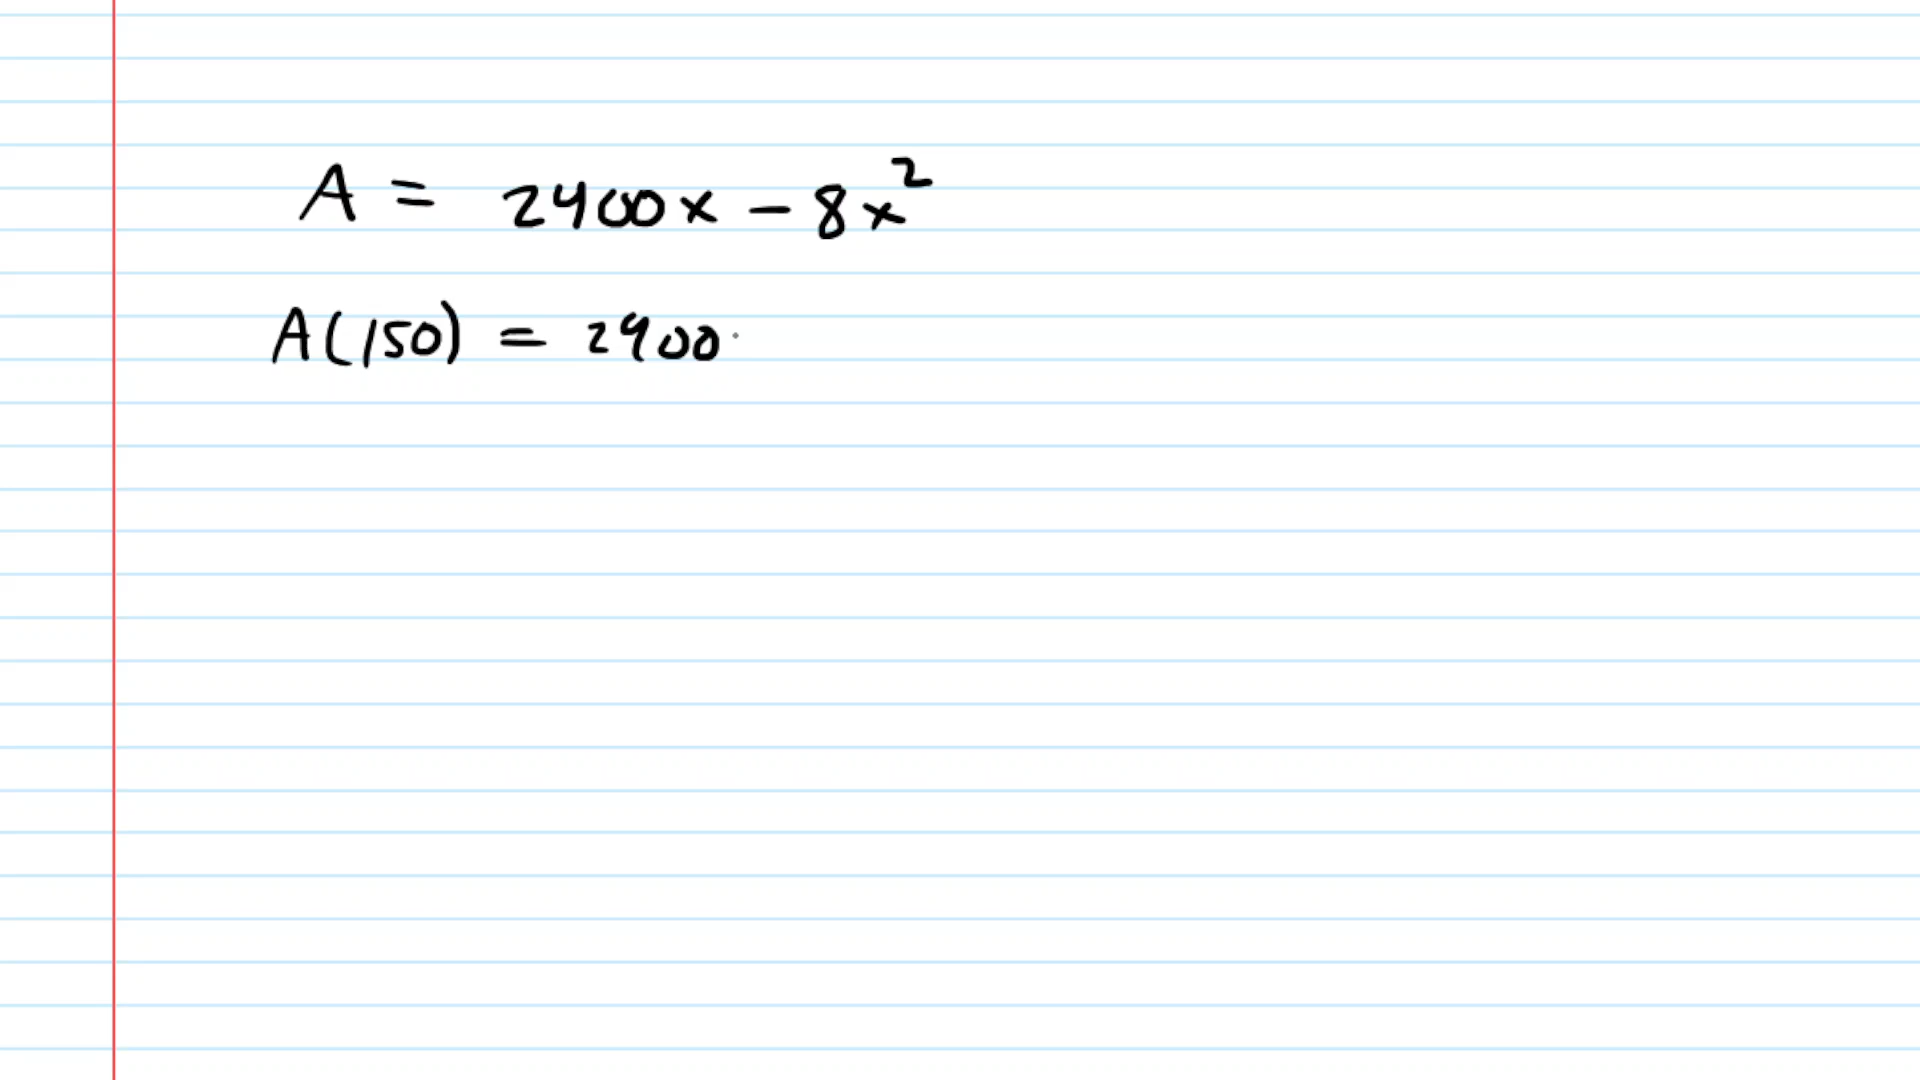 A = 2400x - 8x²
A(150) = 2400